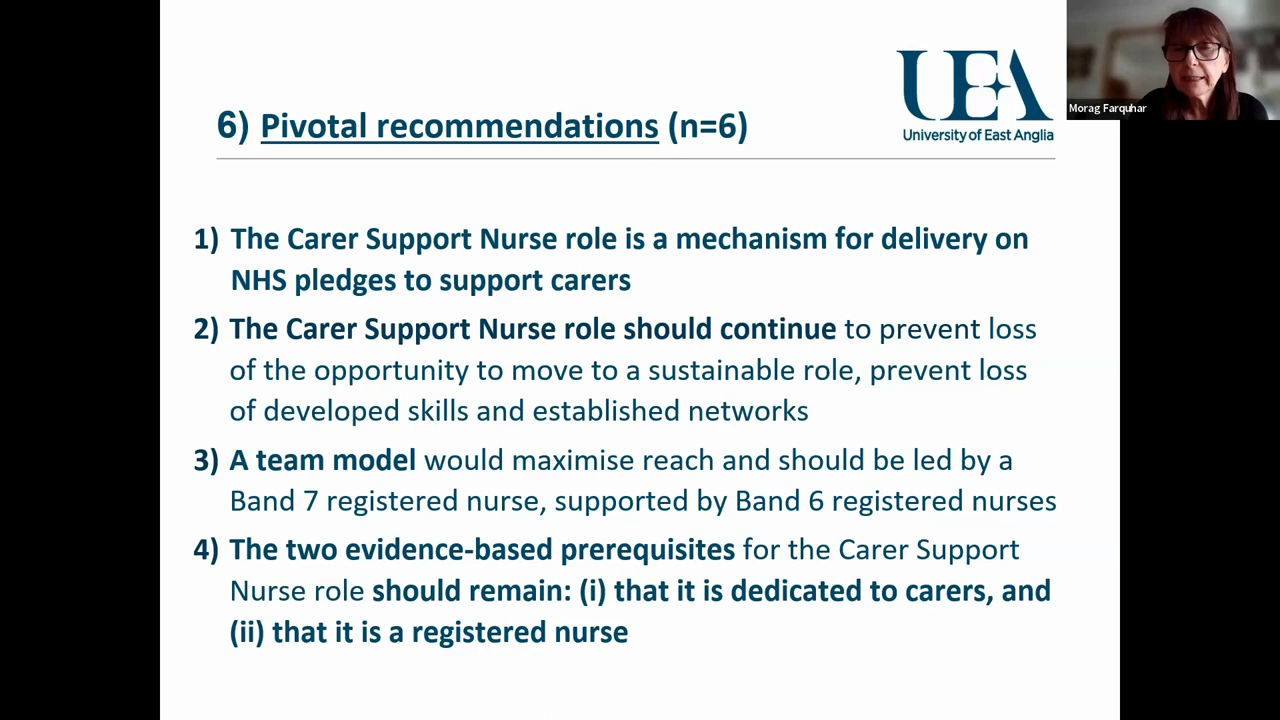 UEA
University of East Anglia
Morag Farquhar
6) Pivotal recommendations (n=6)
1) The Carer Support Nurse role is a mechanism for delivery on
NHS pledges to support carers
2) The Carer Support Nurse role should continue to prevent loss
of the opportunity to move to a sustainable role, prevent loss
of developed skills and established networks
3) A team model would maximise reach and should be led by a
Band 7 registered nurse, supported by Band 6 registered nurses
4) The two evidence-based prerequisites for the Carer Support
Nurse role should remain: (i) that it is dedicated to carers, and
(ii) that it is a registered nurse